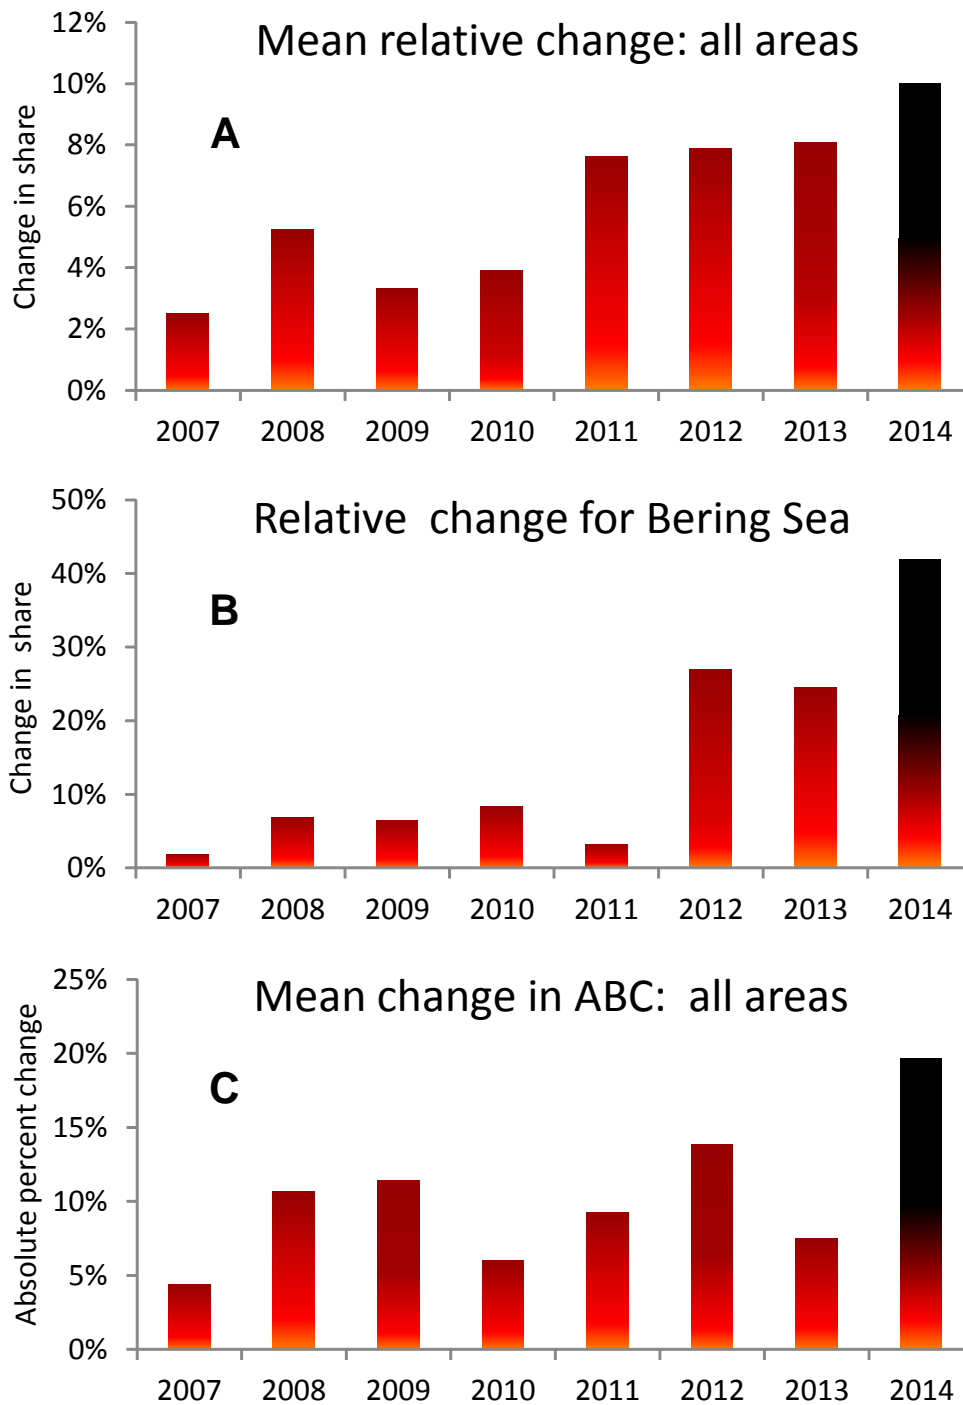 Mean relative change: all areas
A
Change in share
12%
10%
8%
6%
4%
2%
0%
2007 2008 2009 2010 2011 2012 2013 2014
Relative change for Bering Sea
B
Change in share
50%
40%
30%
20%
10%
0%
2007 2008 2009 2010 2011 2012 2013 2014
Mean change in ABC: all areas
C
Absolute percent change
25%
20%
15%
10%
5%
0%
2007 2008 2009 2010 2011 2012 2013 2014